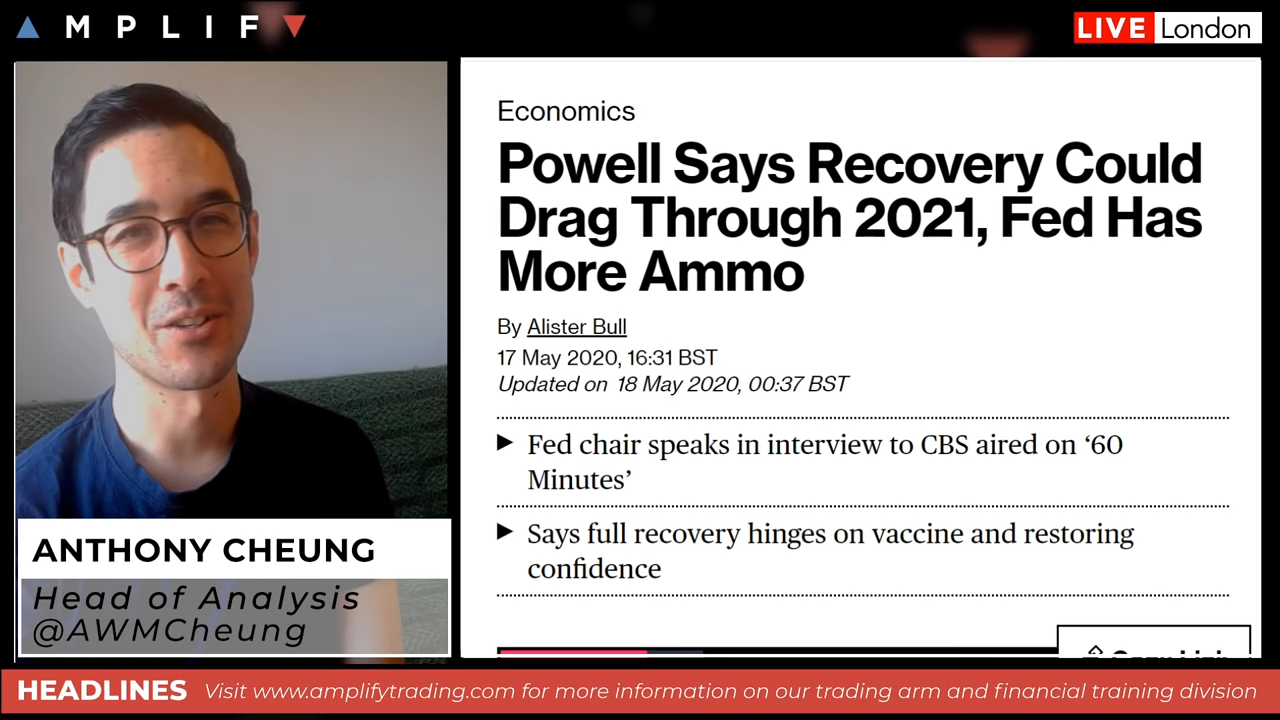 AMPLIFY
LIVE London
Economics
Powell Says Recovery Could
Drag Through 2021, Fed Has
More Ammo
By Alister Bull
17 May 2020, 16:31 BST
Updated on 18 May 2020, 00:37 BST
Fed chair speaks in interview to CBS aired on ‘60
Minutes’
Says full recovery hinges on vaccine and restoring
confidence
ANTHONY CHEUNG
Head of Analysis
@AWMCheung
HEADLINES Visit www.amplifytrading.com for more information on our trading arm and financial training division